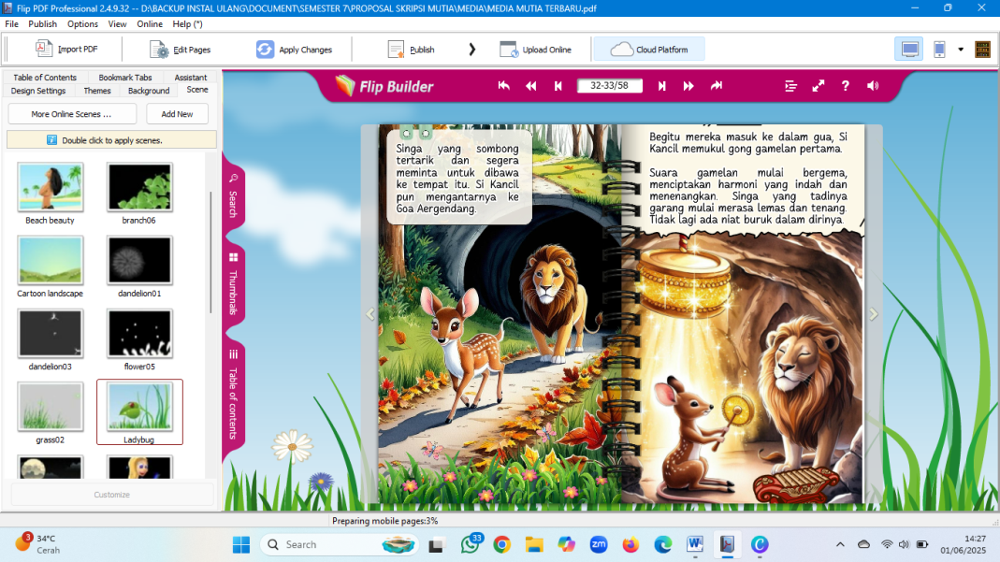 Flip PDF Professional 2.4.9.32 -- D:\BACKUP INSTAL ULANG\DOCUMENT\SEMESTER 7\PROPOSAL SKRIPSI MUTIA\MEDIA\MEDIA MUTIA TERBARU.pdf
File Publish Options View Online Help (*)
Import PDF Edit Pages Apply Changes Publish Upload Online Cloud Platform
Table of Contents Bookmark Tabs Assistant
Design Settings Themes Background Scene
More Online Scenes ... Add New
Double click to apply scenes.
Beach beauty branch06
Cartoon landscape dandelion01
dandelion03 flower05
grass02 Ladybug
Customize
Flip Builder
32-33/58
Search
Thumbnails
Table of contents
Singa yang sombong
tertarik dan segera
meminta untuk dibawa
ke tempat itu. Si Kancil
pun mengantarnya ke
Goa Aergendang.
Begitu mereka masuk ke dalam gua, Si
Kancil memukul gong gamelan pertama.
Suara gamelan mulai bergema,
menciptakan harmoni yang indah dan
menenangkan. Singa yang tadinya
garang mulai merasa lemas dan tenang.
Tidak lagi ada niat buruk dalam dirinya.
Preparing mobile pages:3%
3
34°C
Cerah
Search
33
zm
14:27
01/06/2025